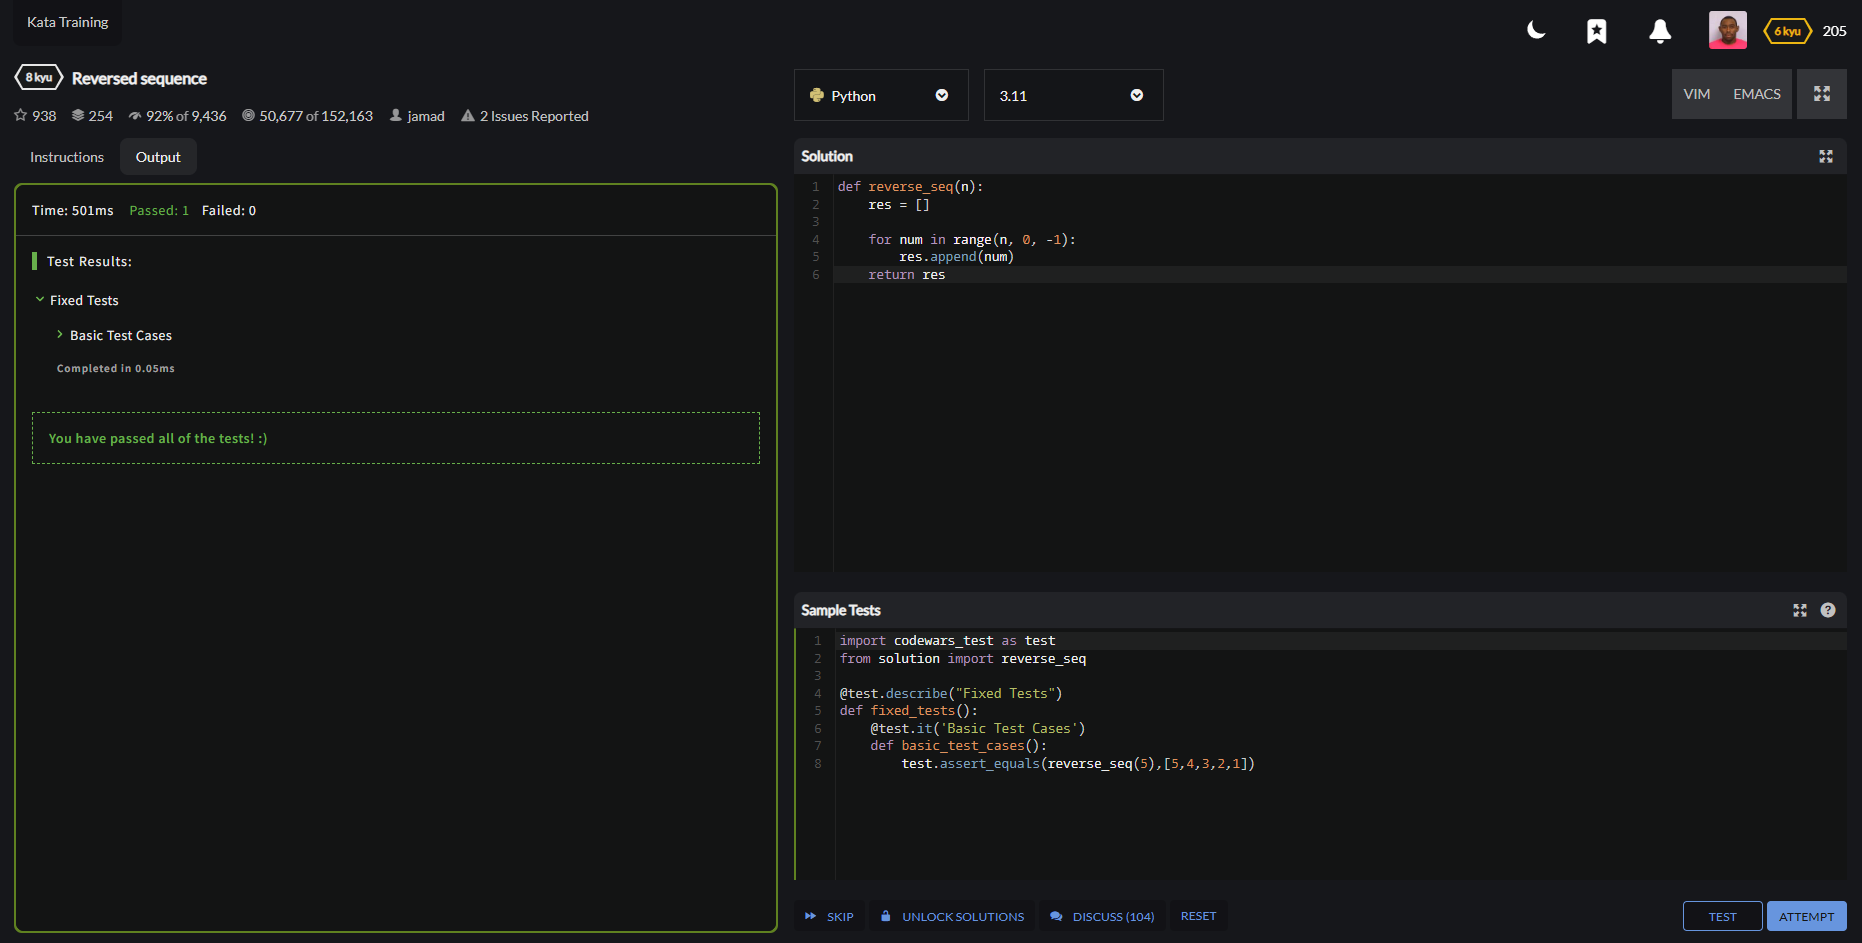 Kata Training
6 kyu 205
8 kyu Reversed sequence
938 254 92% of 9,436 50,677 of 152,163 jamad 2 Issues Reported
Instructions Output
Time: 501ms Passed: 1 Failed: 0
Test Results:
Fixed Tests
Basic Test Cases
Completed in 0.05ms
You have passed all of the tests! :)
Python 3.11 VIM EMACS
Solution
1 def reverse_seq(n):
2     res = []
3
4     for num in range(n, 0, -1):
5         res.append(num)
6     return res
Sample Tests
1 import codewars_test as test
2 from solution import reverse_seq
3
4 @test.describe("Fixed Tests")
5 def fixed_tests():
6     @test.it('Basic Test Cases')
7     def basic_test_cases():
8         test.assert_equals(reverse_seq(5),[5,4,3,2,1])
SKIP UNLOCK SOLUTIONS DISCUSS (104) RESET TEST ATTEMPT